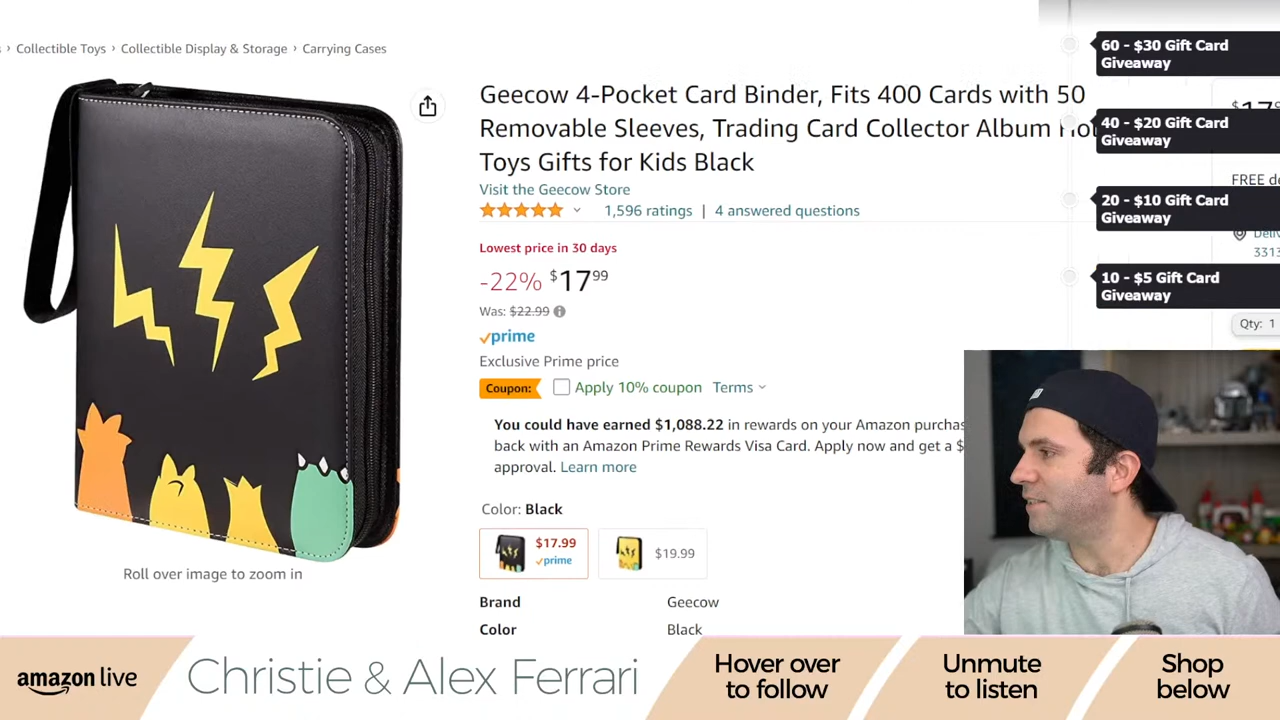 › Collectible Toys › Collectible Display & Storage › Carrying Cases
Geecow 4-Pocket Card Binder, Fits 400 Cards with 50
Removable Sleeves, Trading Card Collector Album
Toys Gifts for Kids Black
Visit the Geecow Store
1,596 ratings | 4 answered questions
Lowest price in 30 days
-22% $17.99
Was: $22.99
prime
Exclusive Prime price
Coupon: Apply 10% coupon Terms
You could have earned $1,088.22 in rewards on your Amazon
back with an Amazon Prime Rewards Visa Card. Apply now and get a $
approval. Learn more
Color: Black
$17.99
prime
$19.99
Brand Geecow
Color Black
Roll over image to zoom in
60 - $30 Gift Card
Giveaway
40 - $20 Gift Card
Giveaway
FREE
20 - $10 Gift Card
Giveaway
3313
10 - $5 Gift Card
Giveaway
Qty: 1
amazon live
Christie & Alex Ferrari
Hover over
to follow
Unmute
to listen
Shop
below